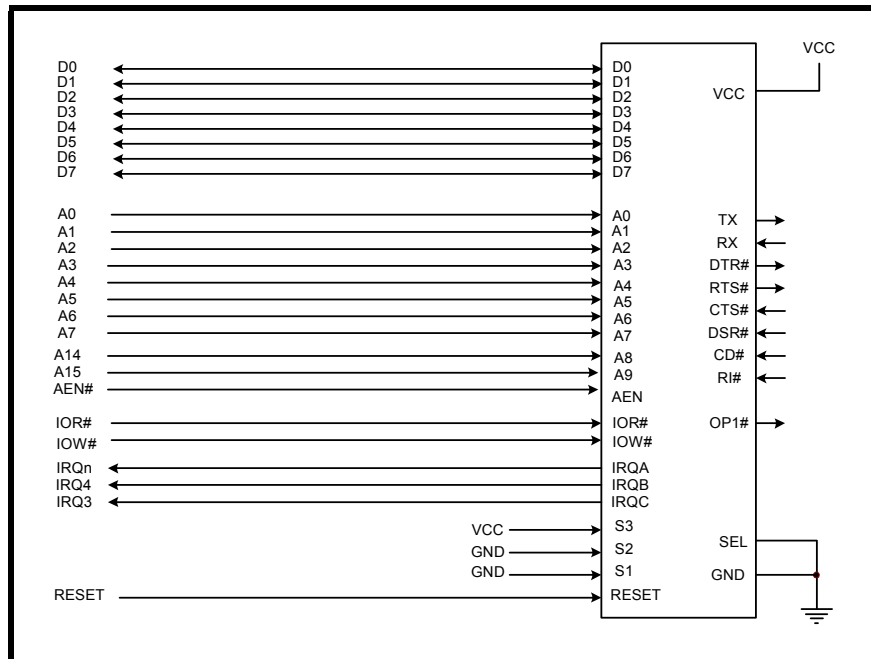 VCC
D0 D0
D1 D1
D2 D2 VCC
D3 D3
D4 D4
D5 D5
D6 D6
D7 D7
A0 A0 TX
A1 A1
A2 A2 RX
A3 A3 DTR#
A4 A4 RTS#
A5 A5
A6 A6 CTS#
A7 A7 DSR#
A14 A8 CD#
A15 A9 RI#
AEN# AEN
IOR# IOR# OP1#
IOW# IOW#
IRQn IRQA
IRQ4 IRQB
IRQ3 IRQC
VCC S3
GND S2 SEL
GND S1 GND
RESET RESET